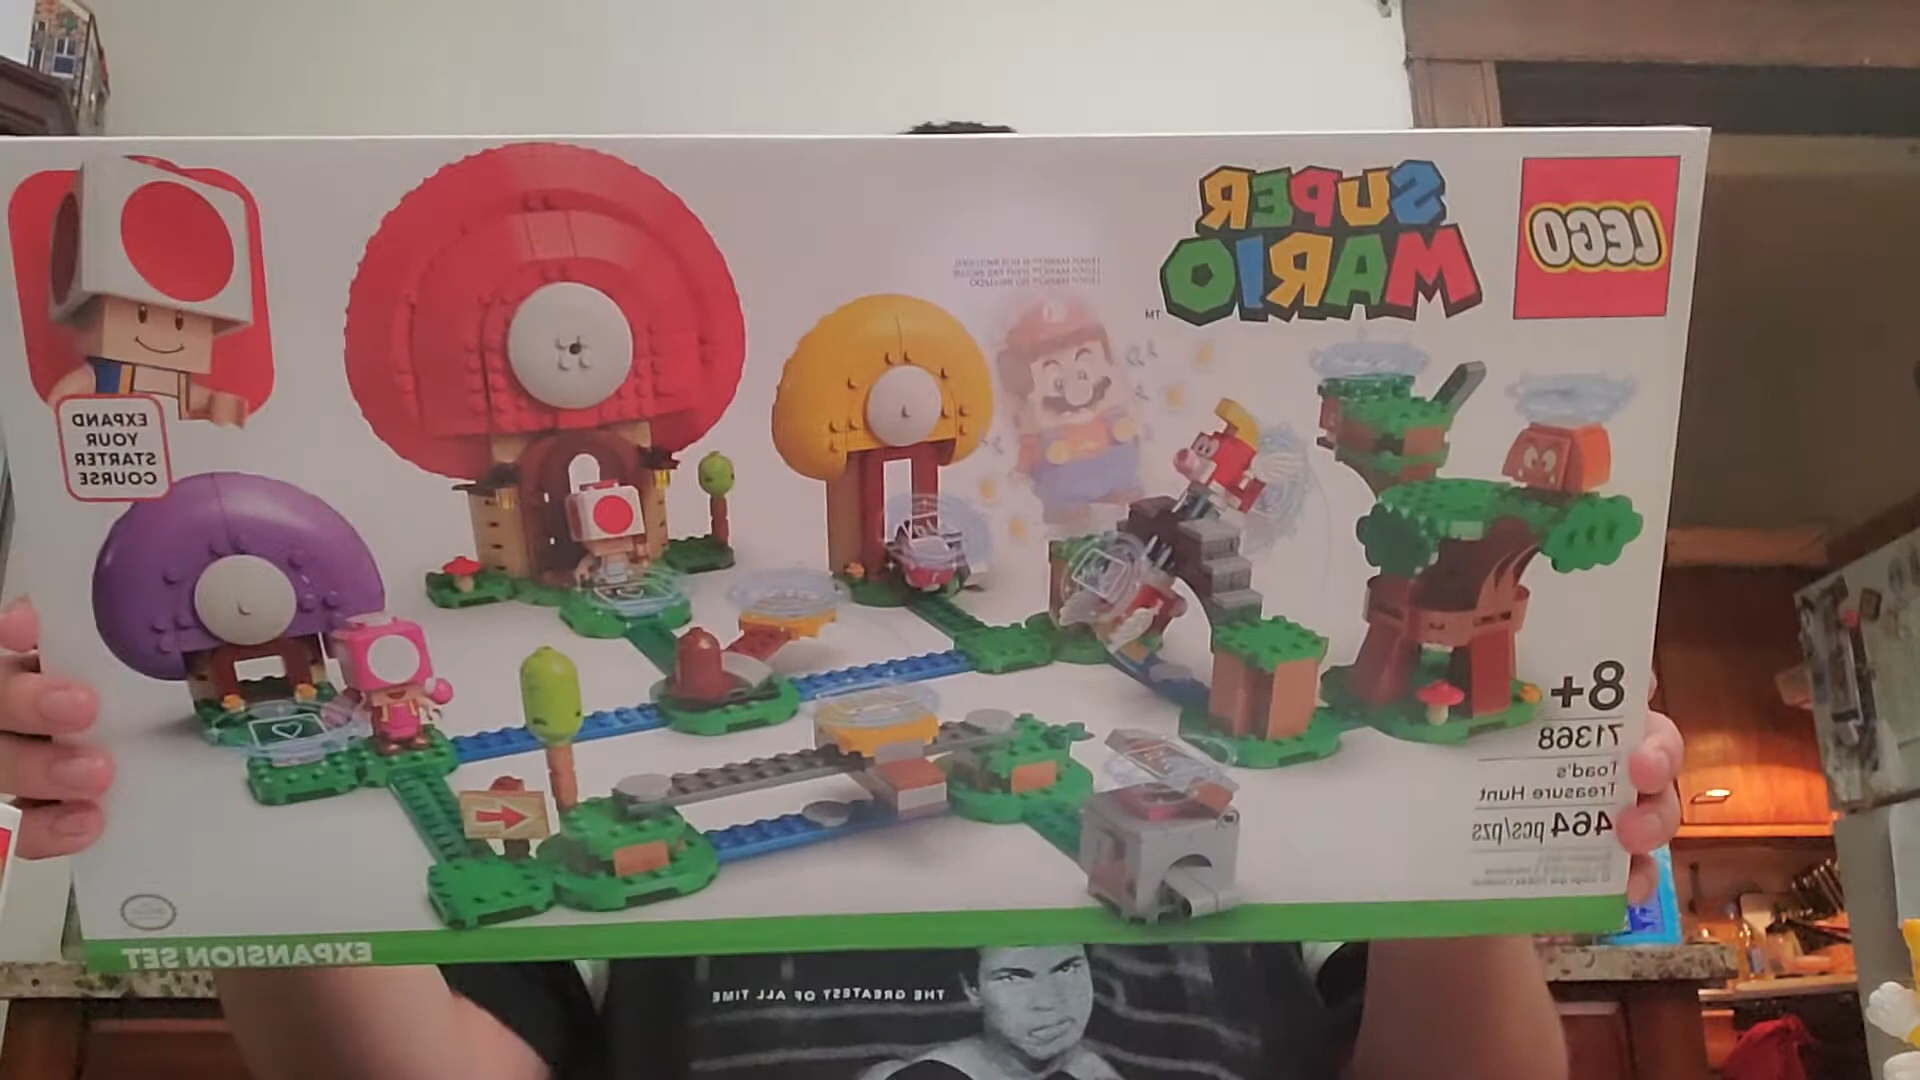 LEGO
SUPER
MARIO
TM
EXPAND
YOUR
STARTER
COURSE
8+
71368
Toad's
Treasure Hunt
464 pcs/pzs
EXPANSION SET
THE GREATEST OF ALL TIME